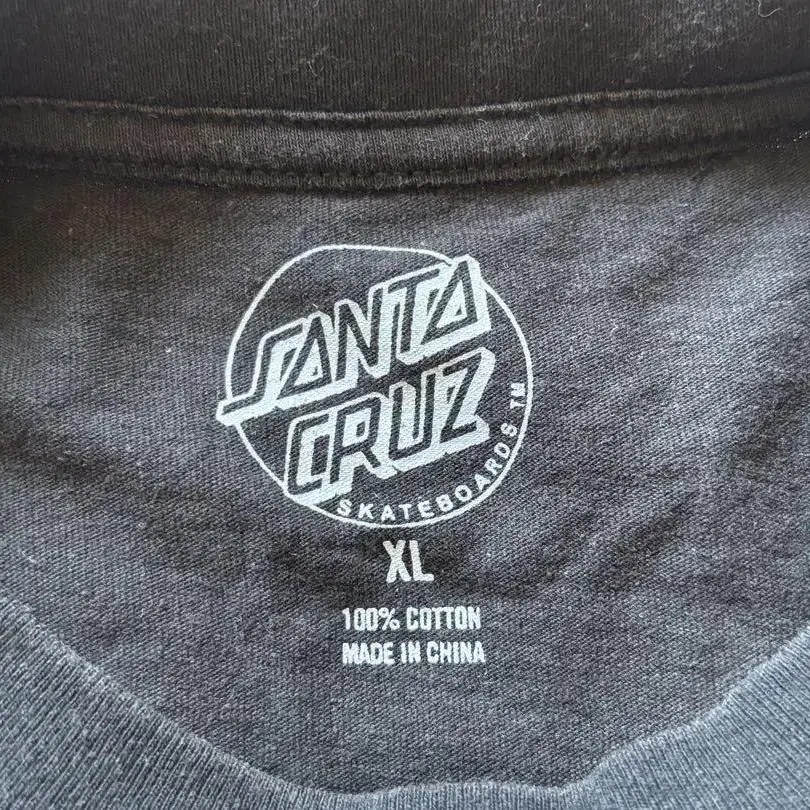 SANTA
CRUZ
SKATEBOARDS TM
XL
100% COTTON
MADE IN CHINA